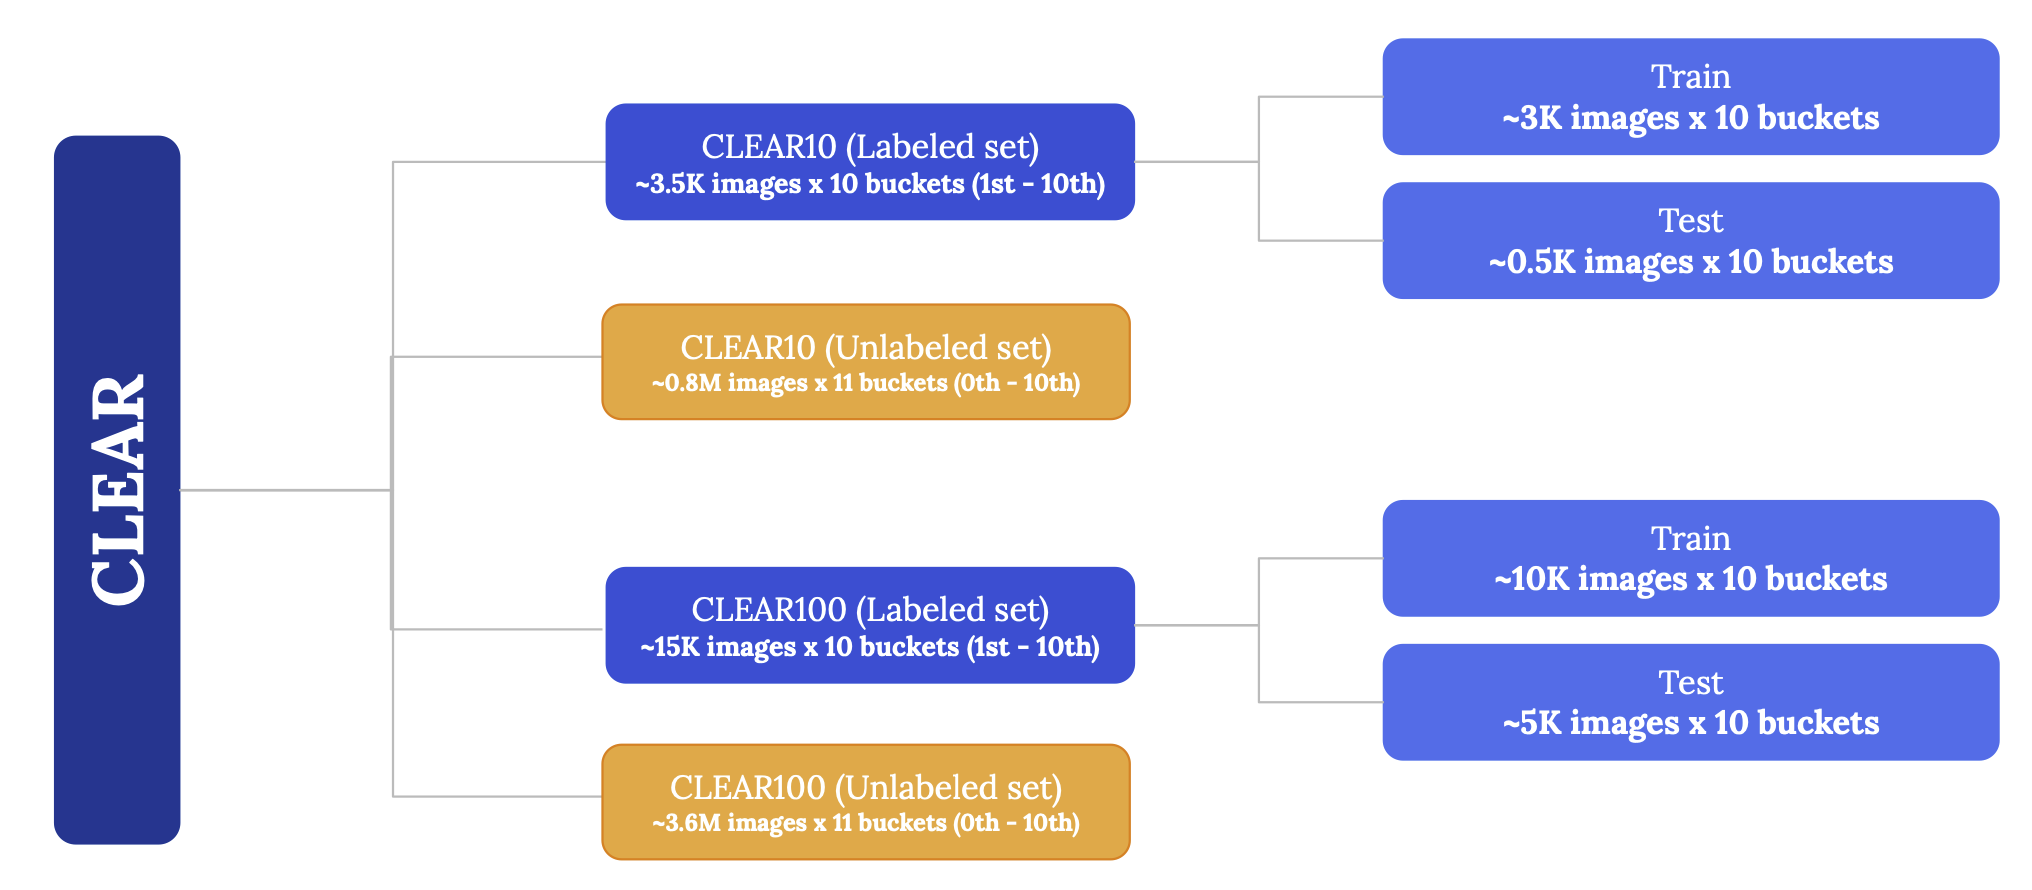 CLEAR
CLEAR10 (Labeled set)
~3.5K images x 10 buckets (1st - 10th)
Train
~3K images x 10 buckets
Test
~0.5K images x 10 buckets
CLEAR10 (Unlabeled set)
~0.8M images x 11 buckets (0th - 10th)
CLEAR100 (Labeled set)
~15K images x 10 buckets (1st - 10th)
Train
~10K images x 10 buckets
Test
~5K images x 10 buckets
CLEAR100 (Unlabeled set)
~3.6M images x 11 buckets (0th - 10th)